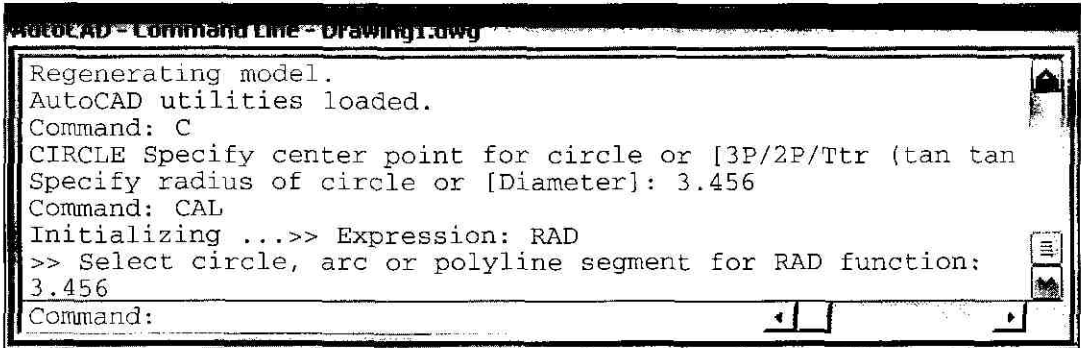 AutoCAD - Command Line - Drawing1.dwg
Regenerating model.
AutoCAD utilities loaded.
Command: C
CIRCLE Specify center point for circle or [3P/2P/Ttr (tan tan
Specify radius of circle or [Diameter]: 3.456
Command: CAL
Initializing ...>> Expression: RAD
>> Select circle, arc or polyline segment for RAD function:
3.456
Command: